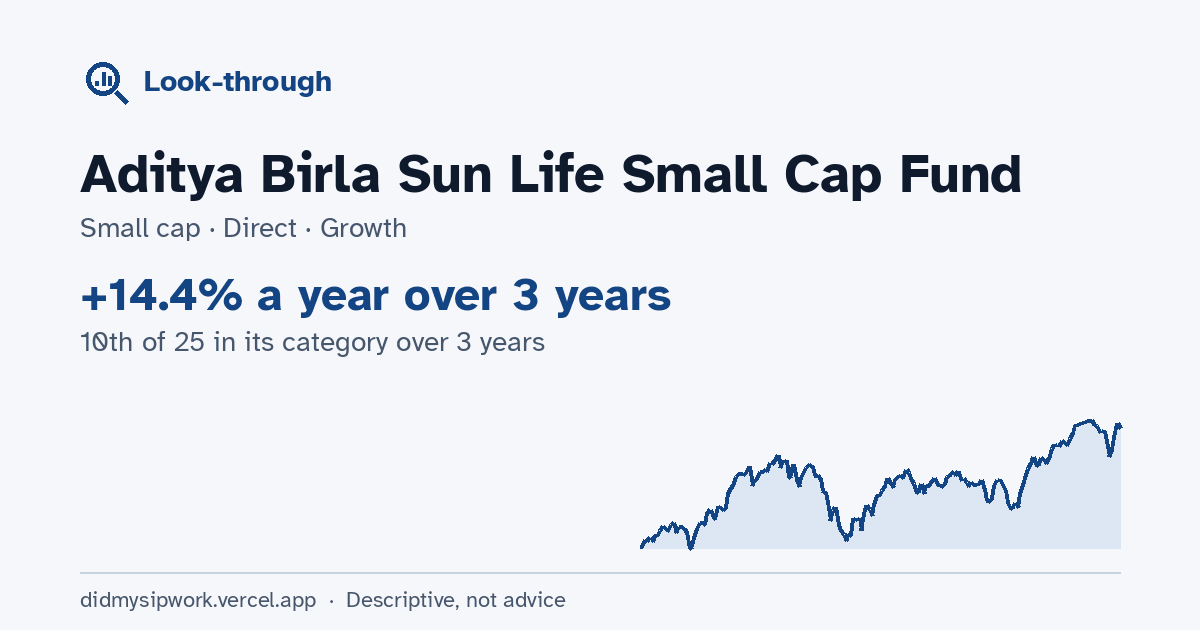 Look-through
Aditya Birla Sun Life Small Cap Fund
Small cap · Direct · Growth
+14.4% a year over 3 years
10th of 25 in its category over 3 years
didmysipwork.vercel.app · Descriptive, not advice